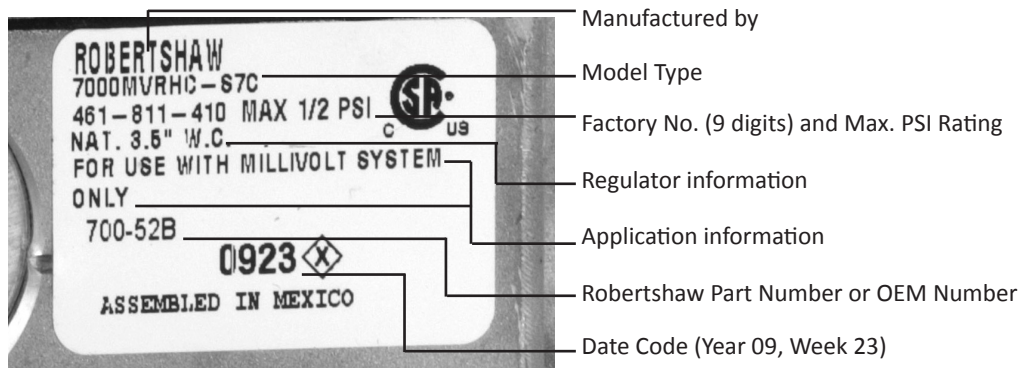 Manufactured by
ROBERTSHAW
7000MVRHC-S7C
Model Type
461-811-410 MAX 1/2 PSI
Factory No. (9 digits) and Max. PSI Rating
SA
C US
NAT. 3.5" W.C.
Regulator information
FOR USE WITH MILLIVOLT SYSTEM
ONLY
Application information
700-52B
Robertshaw Part Number or OEM Number
0923 X
Date Code (Year 09, Week 23)
ASSEMBLED IN MEXICO